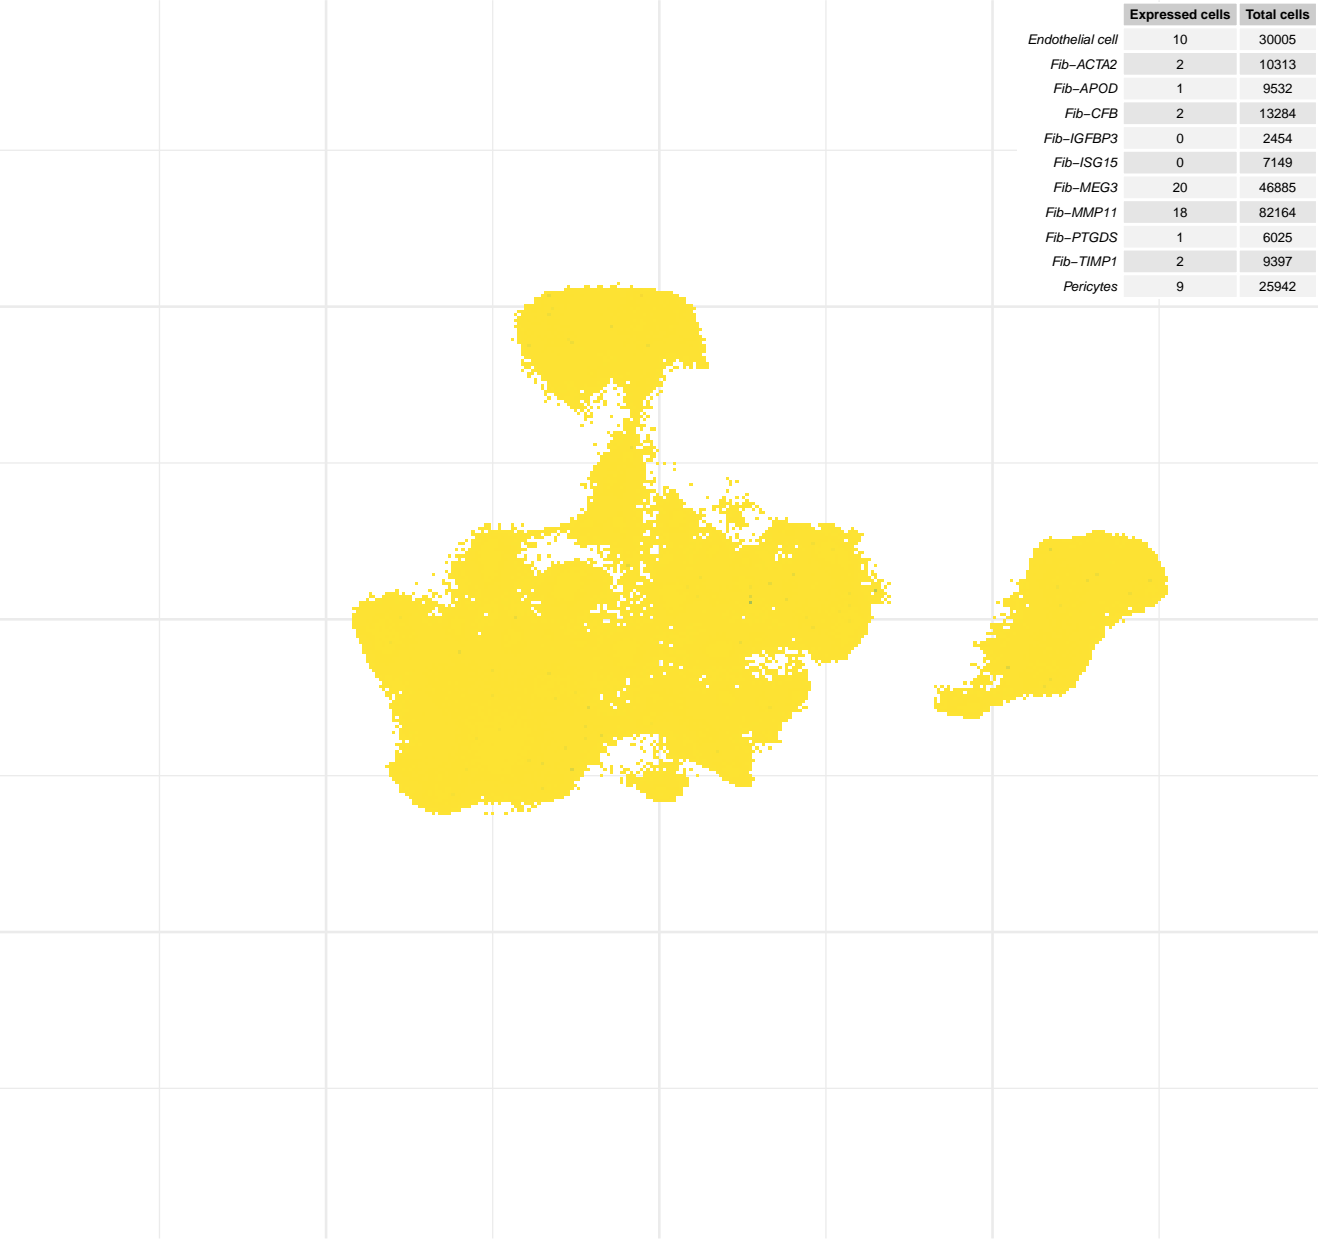 Expressed cells Total cells
Endothelial cell 10 30005
Fib−ACTA2 2 10313
Fib−APOD 1 9532
Fib−CFB 2 13284
Fib−IGFBP3 0 2454
Fib−ISG15 0 7149
Fib−MEG3 20 46885
Fib−MMP11 18 82164
Fib−PTGDS 1 6025
Fib−TIMP1 2 9397
Pericytes 9 25942